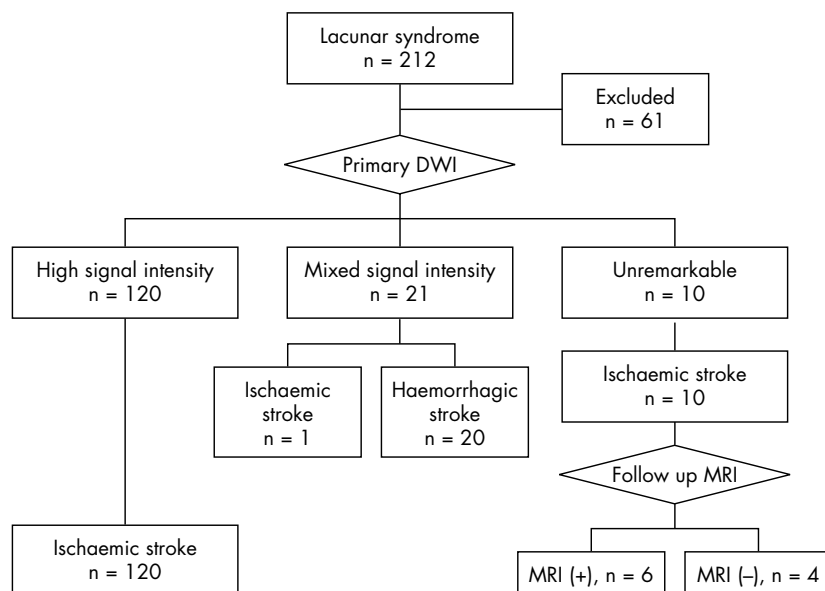 Lacunar syndrome
n = 212
Excluded
n = 61
Primary DWI
High signal intensity
n = 120
Mixed signal intensity
n = 21
Unremarkable
n = 10
Ischaemic
stroke
n = 1
Haemorrhagic
stroke
n = 20
Ischaemic stroke
n = 10
Follow up MRI
Ischaemic stroke
n = 120
MRI (+), n = 6
MRI (–), n = 4